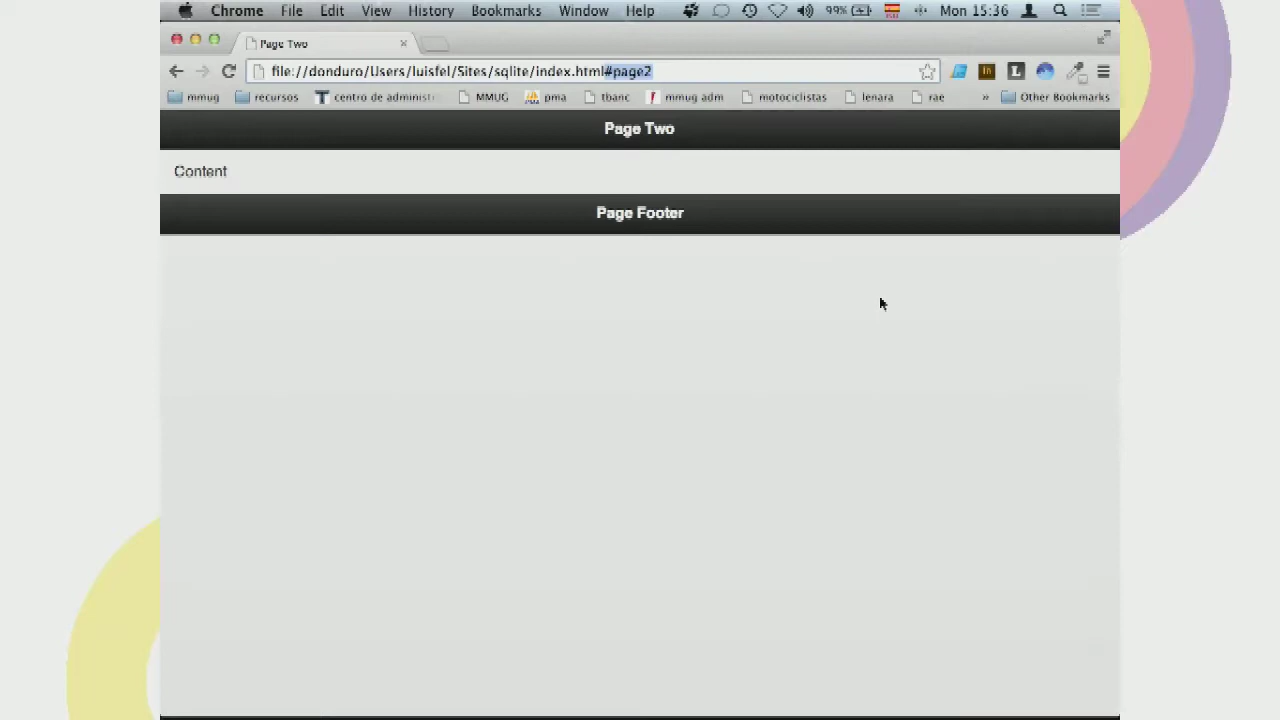 Chrome File Edit View History Bookmarks Window Help 99% Mon 15:36
Page Two
file://donduro/Users/luisfel/Sites/sqlite/index.html#page2
mmug recursos centro de administ MMUG pma tbanc mmug adm motociclistas lenara rae » Other Bookmarks
Page Two
Content
Page Footer